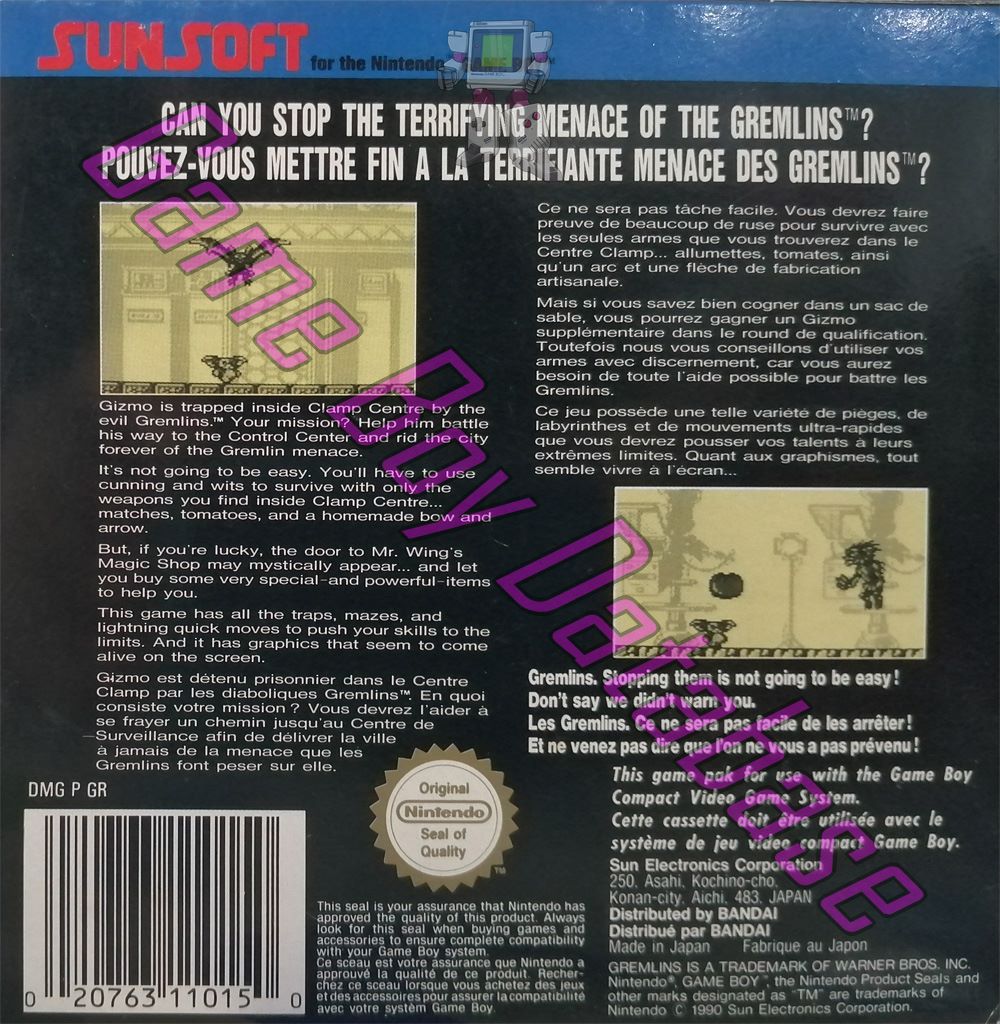 SUNSOFT for the Nintendo GAME BOY
CAN YOU STOP THE TERRIFYING MENACE OF THE GREMLINS™?
POUVEZ-VOUS METTRE FIN A LA TERRIFIANTE MENACE DES GREMLINS™?
Gizmo is trapped inside Clamp Centre by the
evil Gremlins.™ Your mission? Help him battle
his way to the Control Center and rid the city
forever of the Gremlin menace.
It's not going to be easy. You'll have to use
cunning and wits to survive with only the
weapons you find inside Clamp Centre...
matches, tomatoes, and a homemade bow and
arrow.
But, if you're lucky, the door to Mr. Wing's
Magic Shop may mystically appear... and let
you buy some very special-and powerful-items
to help you.
This game has all the traps, mazes, and
lightning quick moves to push your skills to the
limits. And it has graphics that seem to come
alive on the screen.
Gizmo est détenu prisonnier dans le Centre
Clamp par les diaboliques Gremlins™. En quoi
consiste votre mission ? Vous devrez l'aider à
se frayer un chemin jusqu'au Centre de
Surveillance afin de délivrer la ville
à jamais de la menace que les
Gremlins font peser sur elle.
Ce ne sera pas tâche facile. Vous devrez faire
preuve de beaucoup de ruse pour survivre avec
les seules armes que vous trouverez dans le
Centre Clamp... allumettes, tomates, ainsi
qu'un arc et une flèche de fabrication
artisanale.
Mais si vous savez bien cogner dans un sac de
sable, vous pourrez gagner un Gizmo
supplémentaire dans le round de qualification.
Toutefois nous vous conseillons d'utiliser vos
armes avec discernement, car vous aurez
besoin de toute l'aide possible pour battre les
Gremlins.
Ce jeu possède une telle variété de pièges, de
labyrinthes et de mouvements ultra-rapides
que vous devrez pousser vos talents à leurs
extrêmes limites. Quant aux graphismes, tout
semble vivre à l'écran...
Gremlins. Stopping them is not going to be easy!
Don't say we didn't warn you.
Les Gremlins. Ce ne sera pas facile de les arrêter!
Et ne venez pas dire que l'on ne vous a pas prévenu!
This game pak for use with the Game Boy
Compact Video Game System.
Cette cassette doit être utilisée avec le
système de jeu vidéo compact Game Boy.
Sun Electronics Corporation
250, Asahi, Kochino-cho,
Konan-city, Aichi, 483, JAPAN
Distributed by BANDAI
Distribué par BANDAI
Made in Japan Fabrique au Japon
GREMLINS IS A TRADEMARK OF WARNER BROS. INC.
Nintendo®, GAME BOY™, the Nintendo Product Seals and
other marks designated as "TM" are trademarks of
Nintendo © 1990 Sun Electronics Corporation.
DMG P GR
0 20763 11015 0
Original
Nintendo
Seal of
Quality
TM
This seal is your assurance that Nintendo has
approved the quality of this product. Always
look for this seal when buying games and
accessories to ensure complete compatibility
with your Game Boy system.
Ce sceau est votre assurance que Nintendo a
approuvé la qualité de ce produit. Recher-
chez ce sceau lorsque vous achetez des jeux
et des accessoires pour assurer la compatibilité
avec votre systèm Game Boy.
Game Boy Database